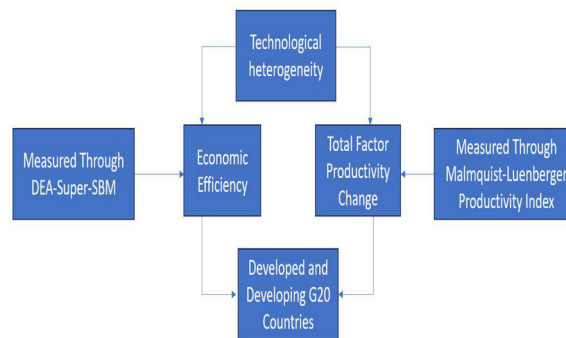 Technological
heterogeneity
Measured Through
DEA-Super-SBM
Economic
Efficiency
Total Factor
Productivity
Change
Measured Through
Malmquist-Luenberger
Productivity Index
Developed and
Developing G20
Countries